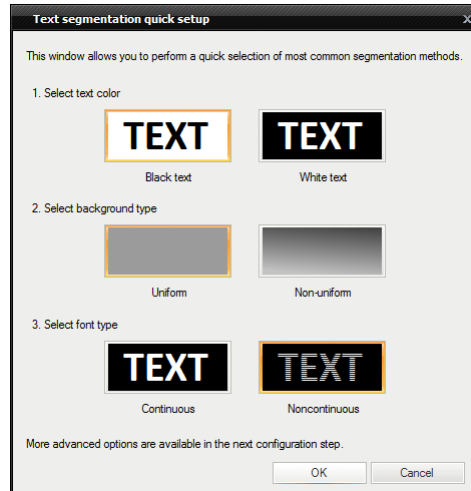 Text segmentation quick setup x
This window allows you to perform a quick selection of most common segmentation methods.
1. Select text color
TEXT TEXT
Black text White text
2. Select background type
Uniform Non-uniform
3. Select font type
TEXT TEXT
Continuous Noncontinuous
More advanced options are available in the next configuration step.
OK Cancel